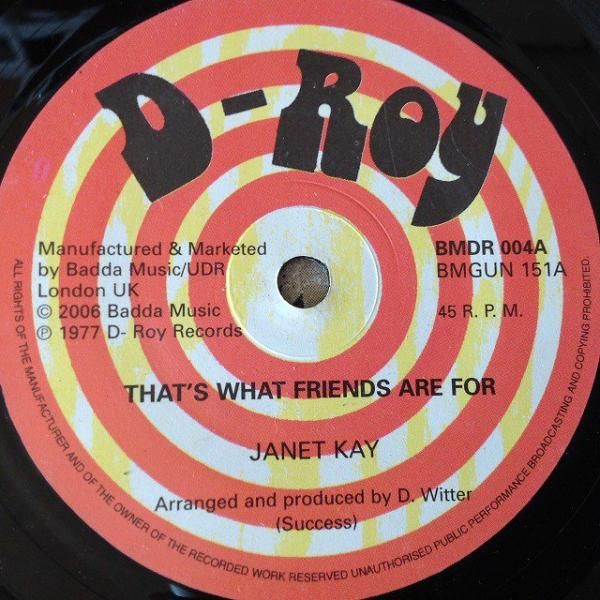 D-Roy
Manufactured & Marketed
by Badda Music/UDR
London UK
© 2006 Badda Music
℗ 1977 D- Roy Records
BMDR 004A
BMGUN 151A
45 R. P. M.
THAT'S WHAT FRIENDS ARE FOR
JANET KAY
Arranged and produced by D. Witter
(Success)
ALL RIGHTS OF THE MANUFACTURER AND OF THE OWNER OF THE RECORDED WORK RESERVED UNAUTHORISED PUBLIC PERFORMANCE BROADCASTING AND COPYING PROHIBITED.